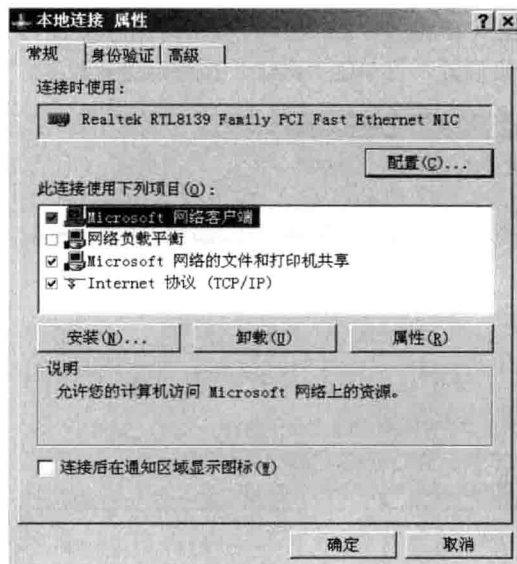 本地连接 属性
常规 身份验证 高级
连接时使用:
Realtek RTL8139 Family PCI Fast Ethernet NIC
配置(C)...
此连接使用下列项目(O):
Microsoft 网络客户端
网络负载平衡
Microsoft 网络的文件和打印机共享
Internet 协议 (TCP/IP)
安装(N)... 卸载(U) 属性(R)
说明
允许您的计算机访问 Microsoft 网络上的资源。
连接后在通知区域显示图标(W)
确定 取消